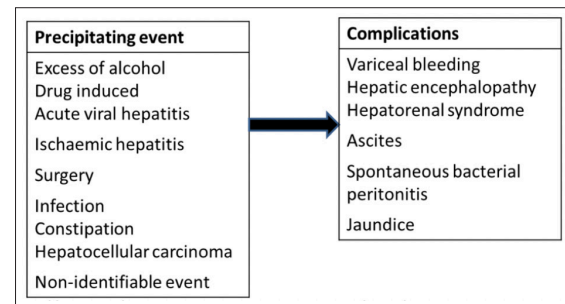 Precipitating event
Excess of alcohol
Drug induced
Acute viral hepatitis
Ischaemic hepatitis
Surgery
Infection
Constipation
Hepatocellular carcinoma
Non-identifiable event
Complications
Variceal bleeding
Hepatic encephalopathy
Hepatorenal syndrome
Ascites
Spontaneous bacterial
peritonitis
Jaundice